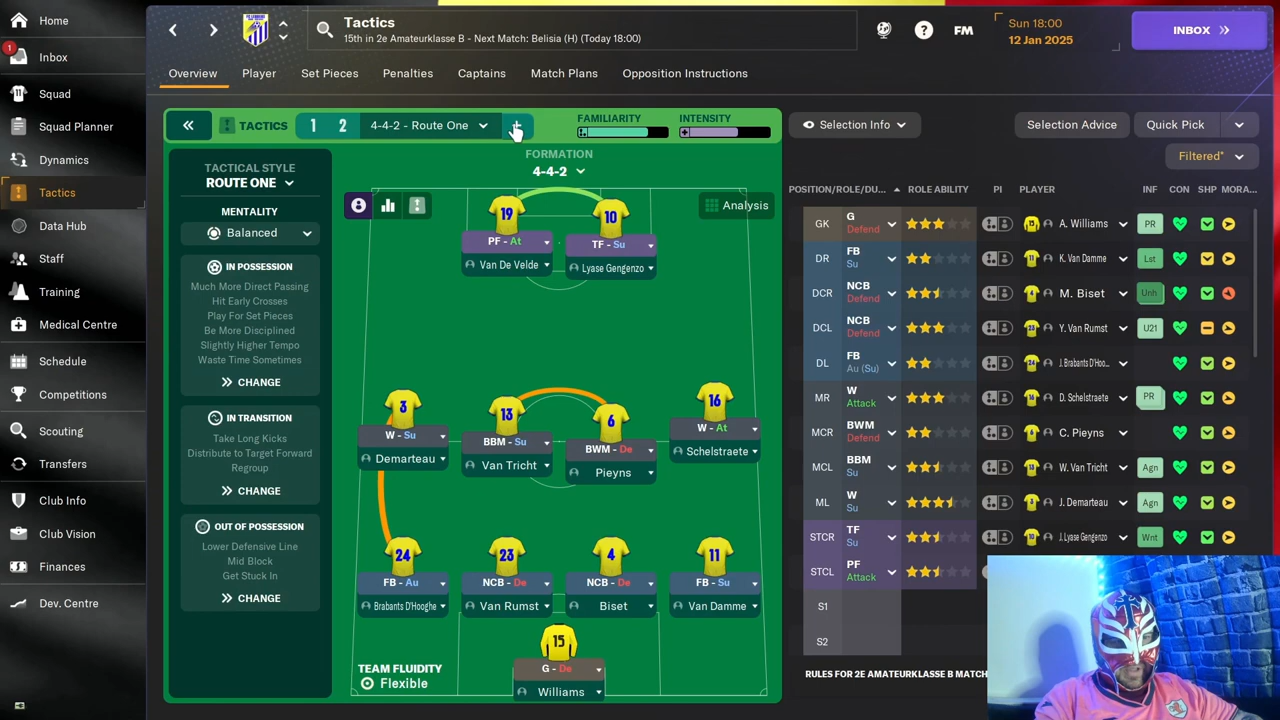 Home
Tactics
15th in 2e Amateurklasse B - Next Match: Belisia (H) (Today 18:00)
?
FM
Sun 18:00
12 Jan 2025
INBOX
1
Inbox
Overview
Player
Set Pieces
Penalties
Captains
Match Plans
Opposition Instructions
Squad
Squad Planner
Dynamics
Tactics
Data Hub
Staff
Training
Medical Centre
Schedule
Competitions
Scouting
Transfers
Club Info
Club Vision
Finances
Dev. Centre
TACTICS
1
2
4-4-2 - Route One
FAMILIARITY
INTENSITY
TACTICAL STYLE
ROUTE ONE
MENTALITY
Balanced
IN POSSESSION
Much More Direct Passing
Hit Early Crosses
Play For Set Pieces
Be More Disciplined
Slightly Higher Tempo
Waste Time Sometimes
CHANGE
IN TRANSITION
Take Long Kicks
Distribute to Target Forward
Regroup
CHANGE
OUT OF POSSESSION
Lower Defensive Line
Mid Block
Get Stuck In
CHANGE
FORMATION
4-4-2
Analysis
19
PF - At
Van De Velde
10
TF - Su
Lyase Gengenzo
3
W - Su
Demarteau
13
BBM - Su
Van Tricht
6
BWM - De
Pieyns
16
W - At
Schelstraete
24
FB - Au
Brabants D'Hooghe
23
NCB - De
Van Rumst
4
NCB - De
Biset
11
FB - Su
Van Damme
15
G - De
Williams
TEAM FLUIDITY
Flexible
Selection Info
Selection Advice
Quick Pick
Filtered*
POSITION/ROLE/DU...
ROLE ABILITY
PI
PLAYER
INF
CON
SHP
MORA...
GK G Defend 15 A. Williams PR
DR FB Su 11 K. Van Damme Lst
DCR NCB Defend 4 M. Biset Unh
DCL NCB Defend 23 Y. Van Rumst U21
DL FB Au (Su) 24 J. Brabants D'Hoo...
MR W Attack 16 D. Schelstraete PR
MCR BWM Defend 6 C. Pieyns
MCL BBM Su 13 W. Van Tricht Agn
ML W Su 3 J. Demarteau Agn
STCR TF Su 10 J. Lyase Gengenzo Wnt
STCL PF Attack
S1
S2
RULES FOR 2E AMATEURKLASSE B MATCH